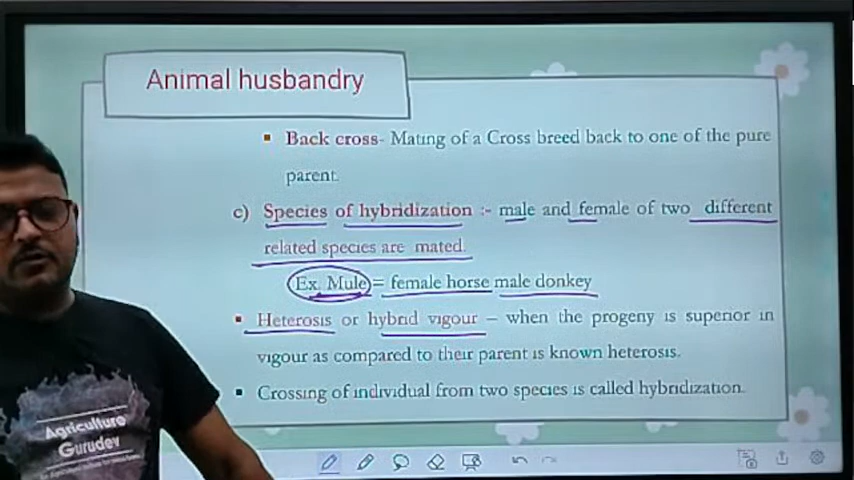 Animal husbandry
▪ Back cross- Mating of a Cross breed back to one of the pure
parent.
c) Species of hybridization :- male and female of two different
related species are mated.
Ex. Mule = female horse male donkey
▪ Heterosis or hybrid vigour – when the progeny is superior in
vigour as compared to their parent is known heterosis.
▪ Crossing of individual from two species is called hybridization.
Agriculture
Gurudev